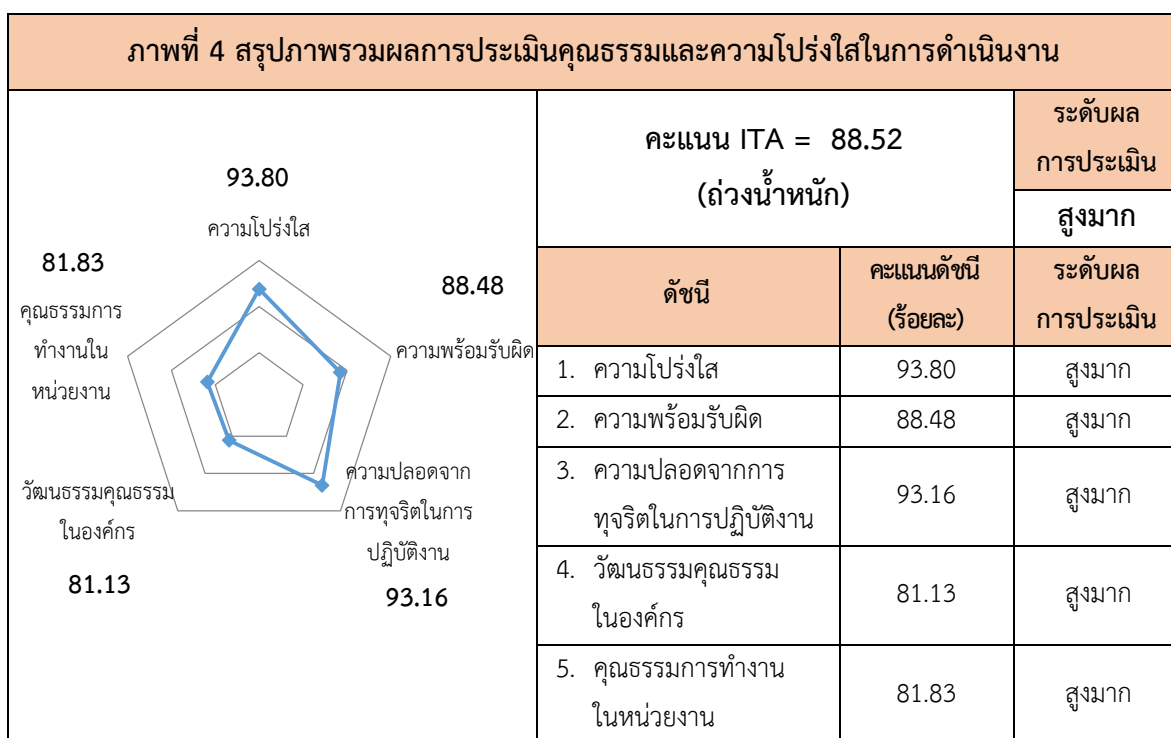 ภาพที่ 4 สรุปภาพรวมผลการประเมินคุณธรรมและความโปร่งใสในการดำเนินงาน
93.80
ความโปร่งใส
81.83
คุณธรรมการ
ทำงานใน
หน่วยงาน
88.48
ความพร้อมรับผิด
วัฒนธรรมคุณธรรม
ในองค์กร
81.13
ความปลอดจาก
การทุจริตในการ
ปฏิบัติงาน
93.16
คะแนน ITA = 88.52
(ถ่วงน้ำหนัก)
ระดับผล
การประเมิน
สูงมาก
ดัชนี
คะแนนดัชนี
(ร้อยละ)
ระดับผล
การประเมิน
1. ความโปร่งใส 93.80 สูงมาก
2. ความพร้อมรับผิด 88.48 สูงมาก
3. ความปลอดจากการ
ทุจริตในการปฏิบัติงาน
93.16 สูงมาก
4. วัฒนธรรมคุณธรรม
ในองค์กร
81.13 สูงมาก
5. คุณธรรมการทำงาน
ในหน่วยงาน
81.83 สูงมาก